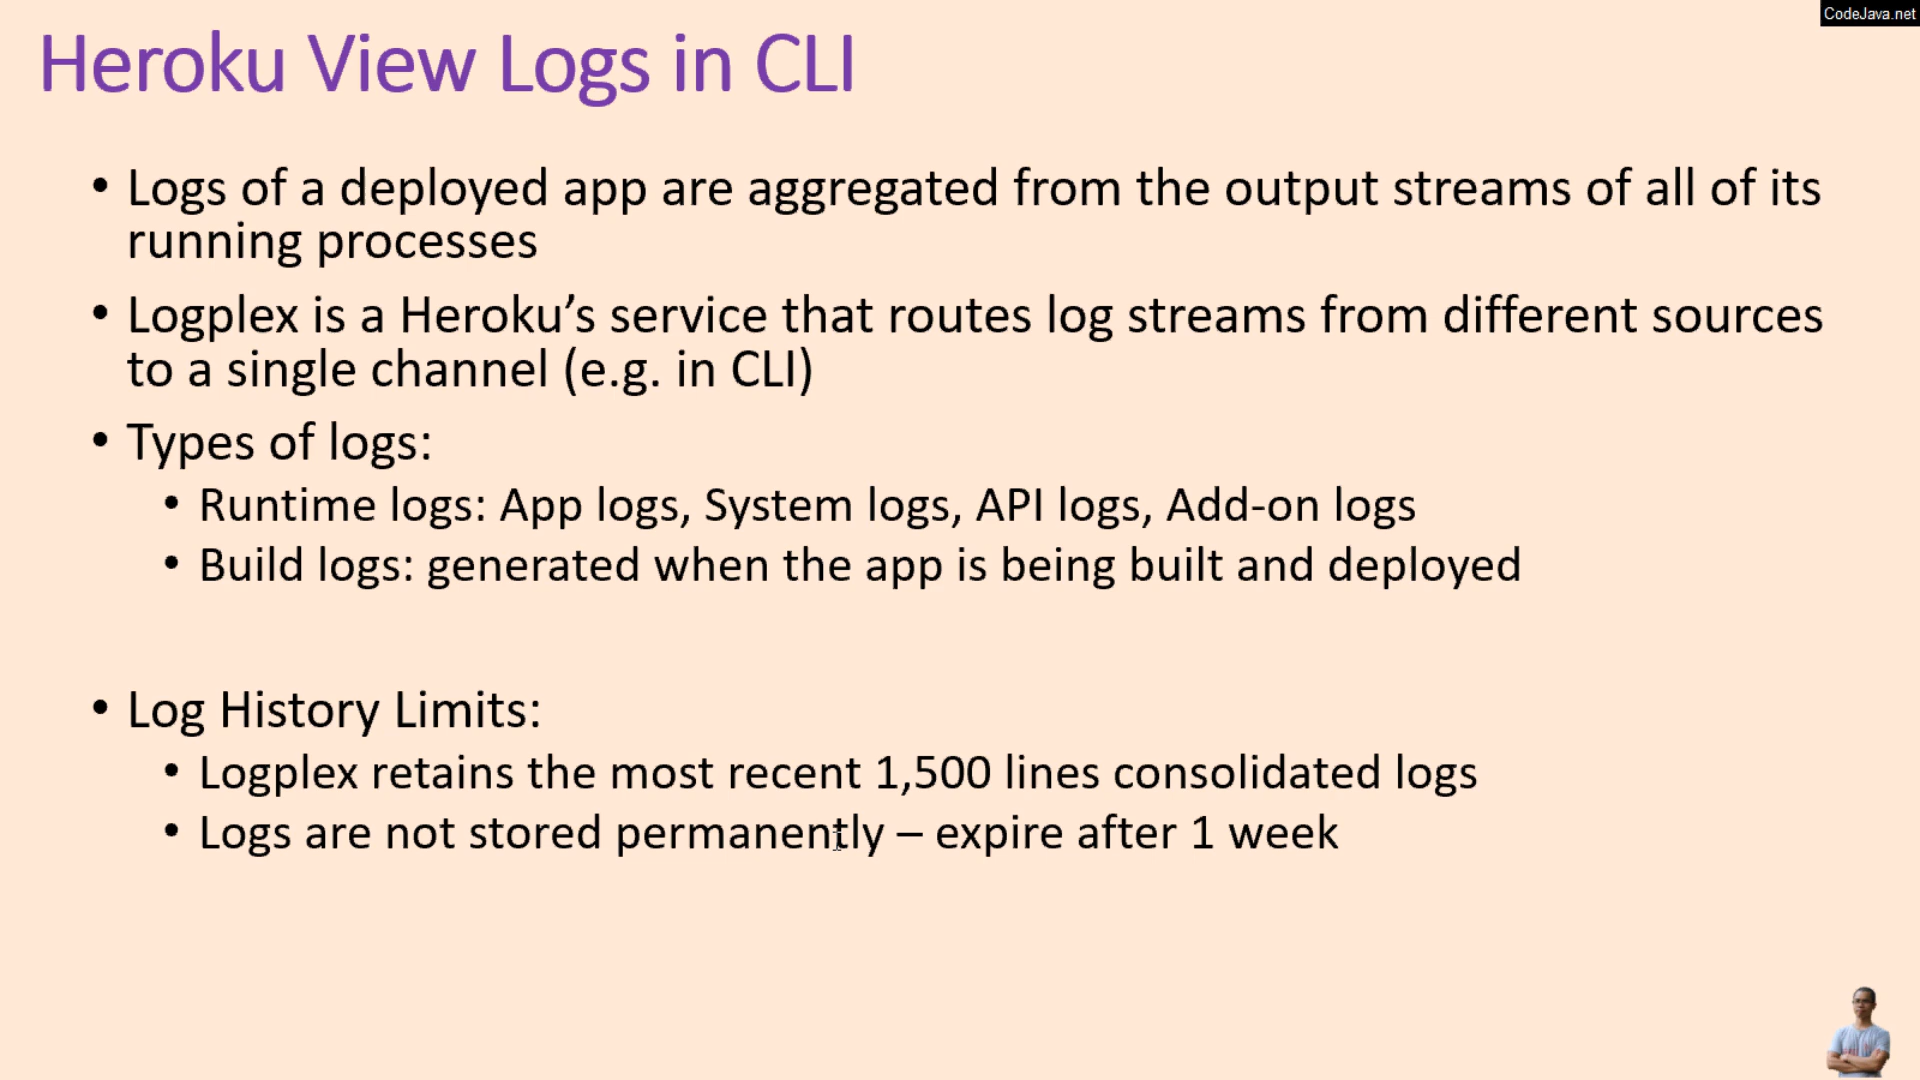 CodeJava.net
Heroku View Logs in CLI
• Logs of a deployed app are aggregated from the output streams of all of its
running processes
• Logplex is a Heroku’s service that routes log streams from different sources
to a single channel (e.g. in CLI)
• Types of logs:
• Runtime logs: App logs, System logs, API logs, Add-on logs
• Build logs: generated when the app is being built and deployed
• Log History Limits:
• Logplex retains the most recent 1,500 lines consolidated logs
• Logs are not stored permanently – expire after 1 week